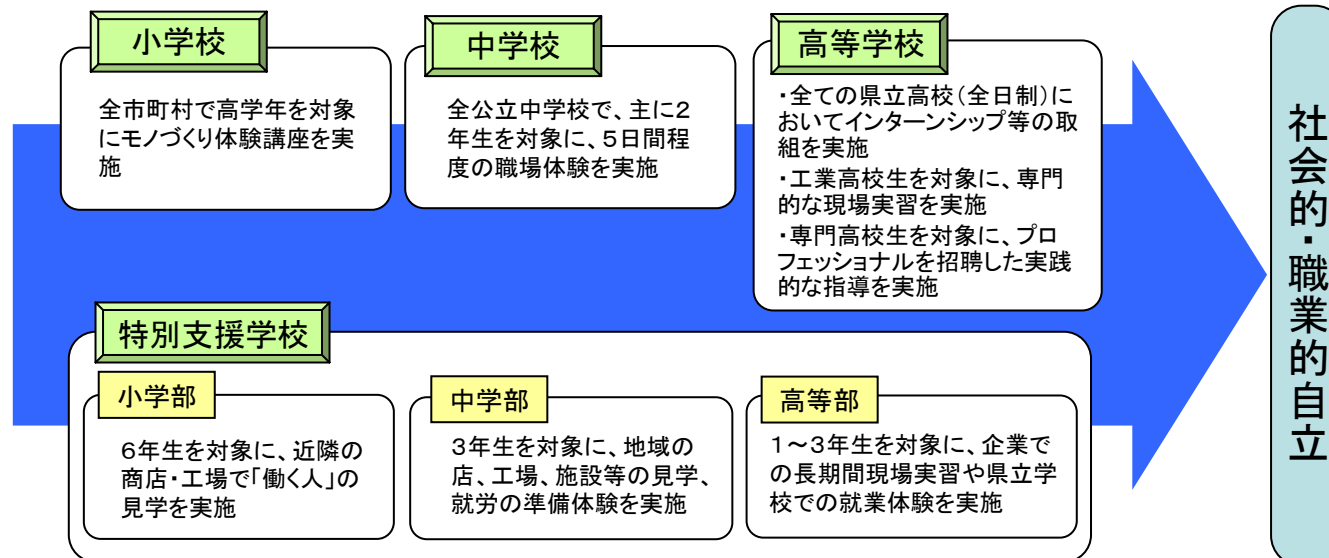 小学校
全市町村で高学年を対象
にモノづくり体験講座を実
施
中学校
全公立中学校で、主に２
年生を対象に、５日間程
度の職場体験を実施
高等学校
・全ての県立高校（全日制）に
おいてインターンシップ等の取
組を実施
・工業高校生を対象に、専門
的な現場実習を実施
・専門高校生を対象に、プロ
フェッショナルを招聘した実践
的な指導を実施
特別支援学校
小学部
６年生を対象に、近隣の
商店・工場で「働く人」の
見学を実施
中学部
３年生を対象に、地域の
店、工場、施設等の見学、
就労の準備体験を実施
高等部
１～３年生を対象に、企業で
の長期間現場実習や県立学
校での就業体験を実施
社会的・職業的自立